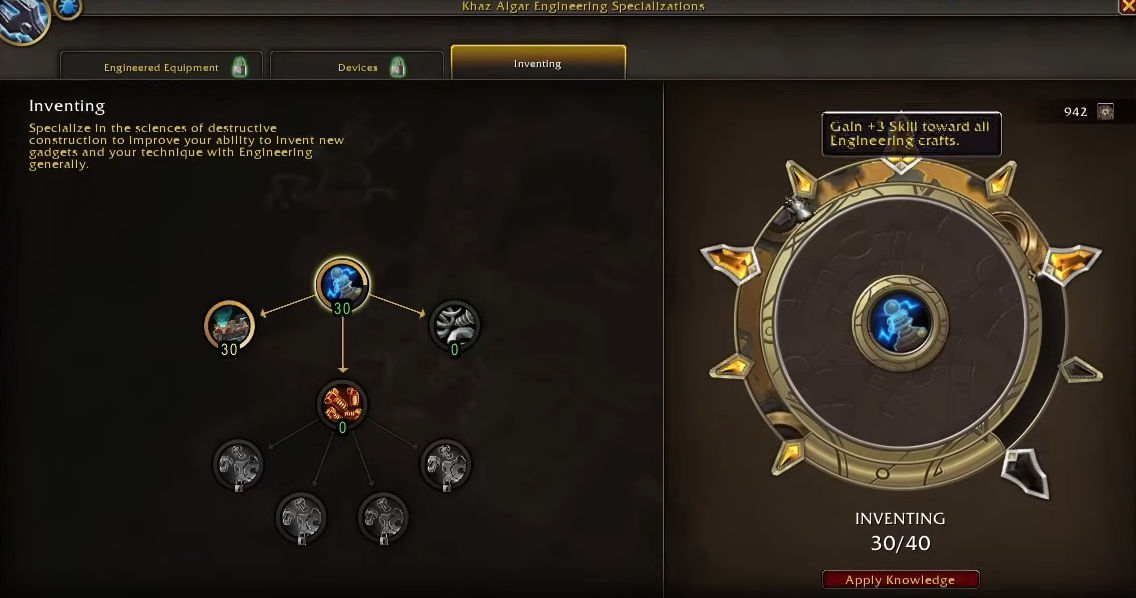 Khaz Algar Engineering Specializations
Engineered Equipment
Devices
Inventing
Inventing
Specialize in the sciences of destructive
construction to improve your ability to invent new
gadgets and your technique with Engineering
generally.
942
Gain +3 Skill toward all
Engineering crafts.
30
30
0
0
INVENTING
30/40
Apply Knowledge